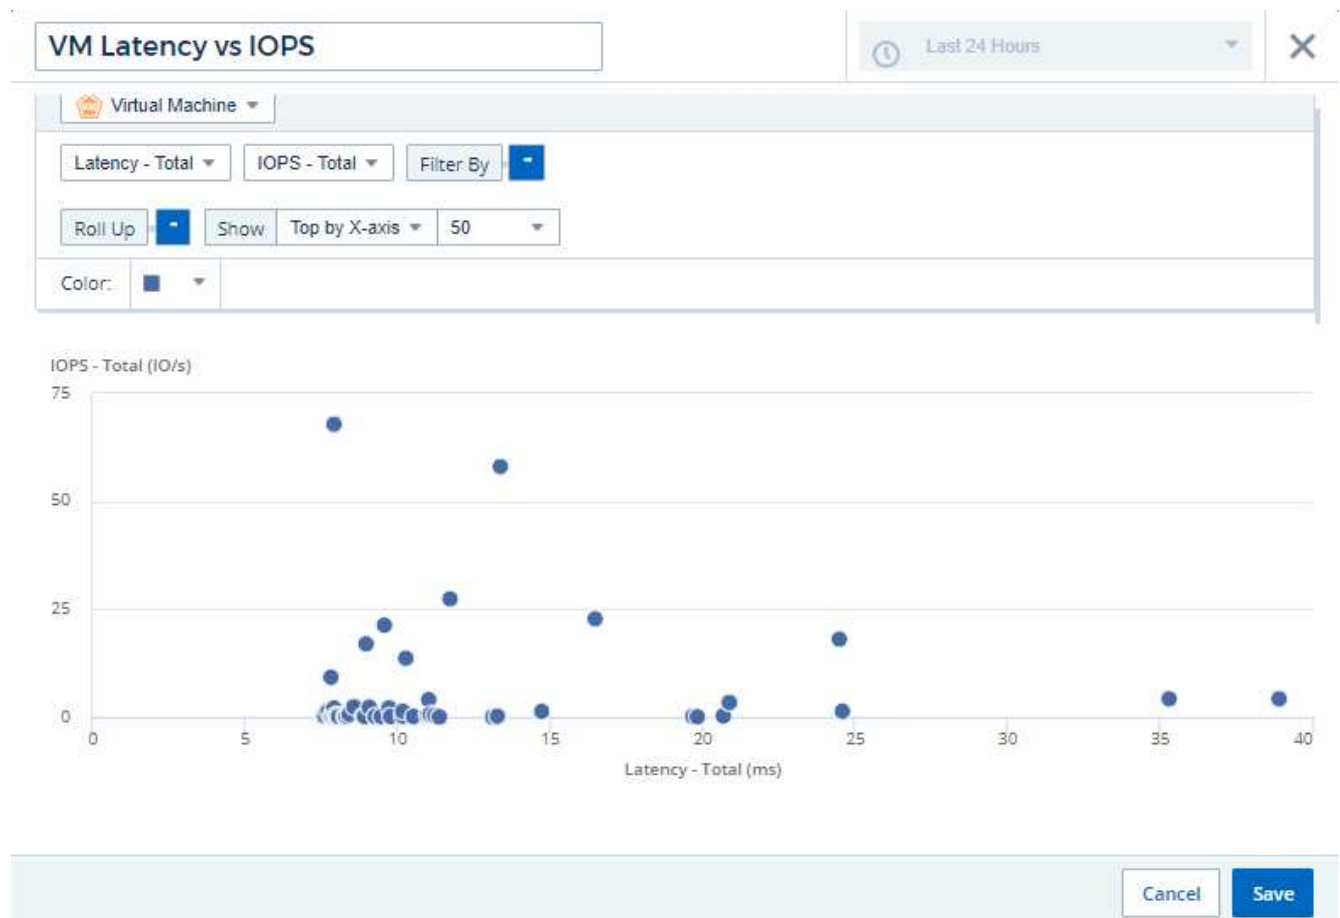 VM Latency vs IOPS
Last 24 Hours
Virtual Machine
Latency - Total
IOPS - Total
Filter By
-
Roll Up
-
Show
Top by X-axis
50
Color:
IOPS - Total (IO/s)
75
50
25
0
0 5 10 15 20 25 30 35 40
Latency - Total (ms)
Cancel
Save